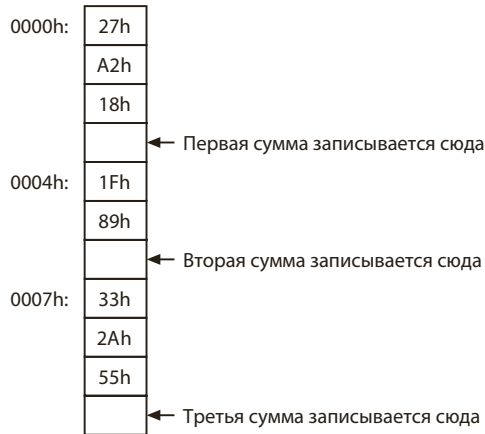 0000h: 27h
A2h
18h
Первая сумма записывается сюда
0004h: 1Fh
89h
Вторая сумма записывается сюда
0007h: 33h
2Ah
55h
Третья сумма записывается сюда